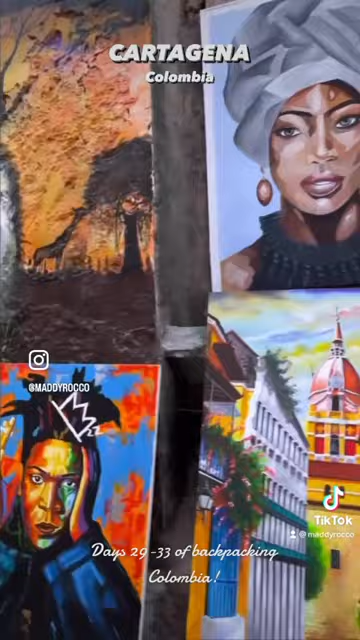 CARTAGENA
Colombia
@MADDYROCCO
TikTok
@maddyrocco
Days 29-33 of backpacking
Colombia!